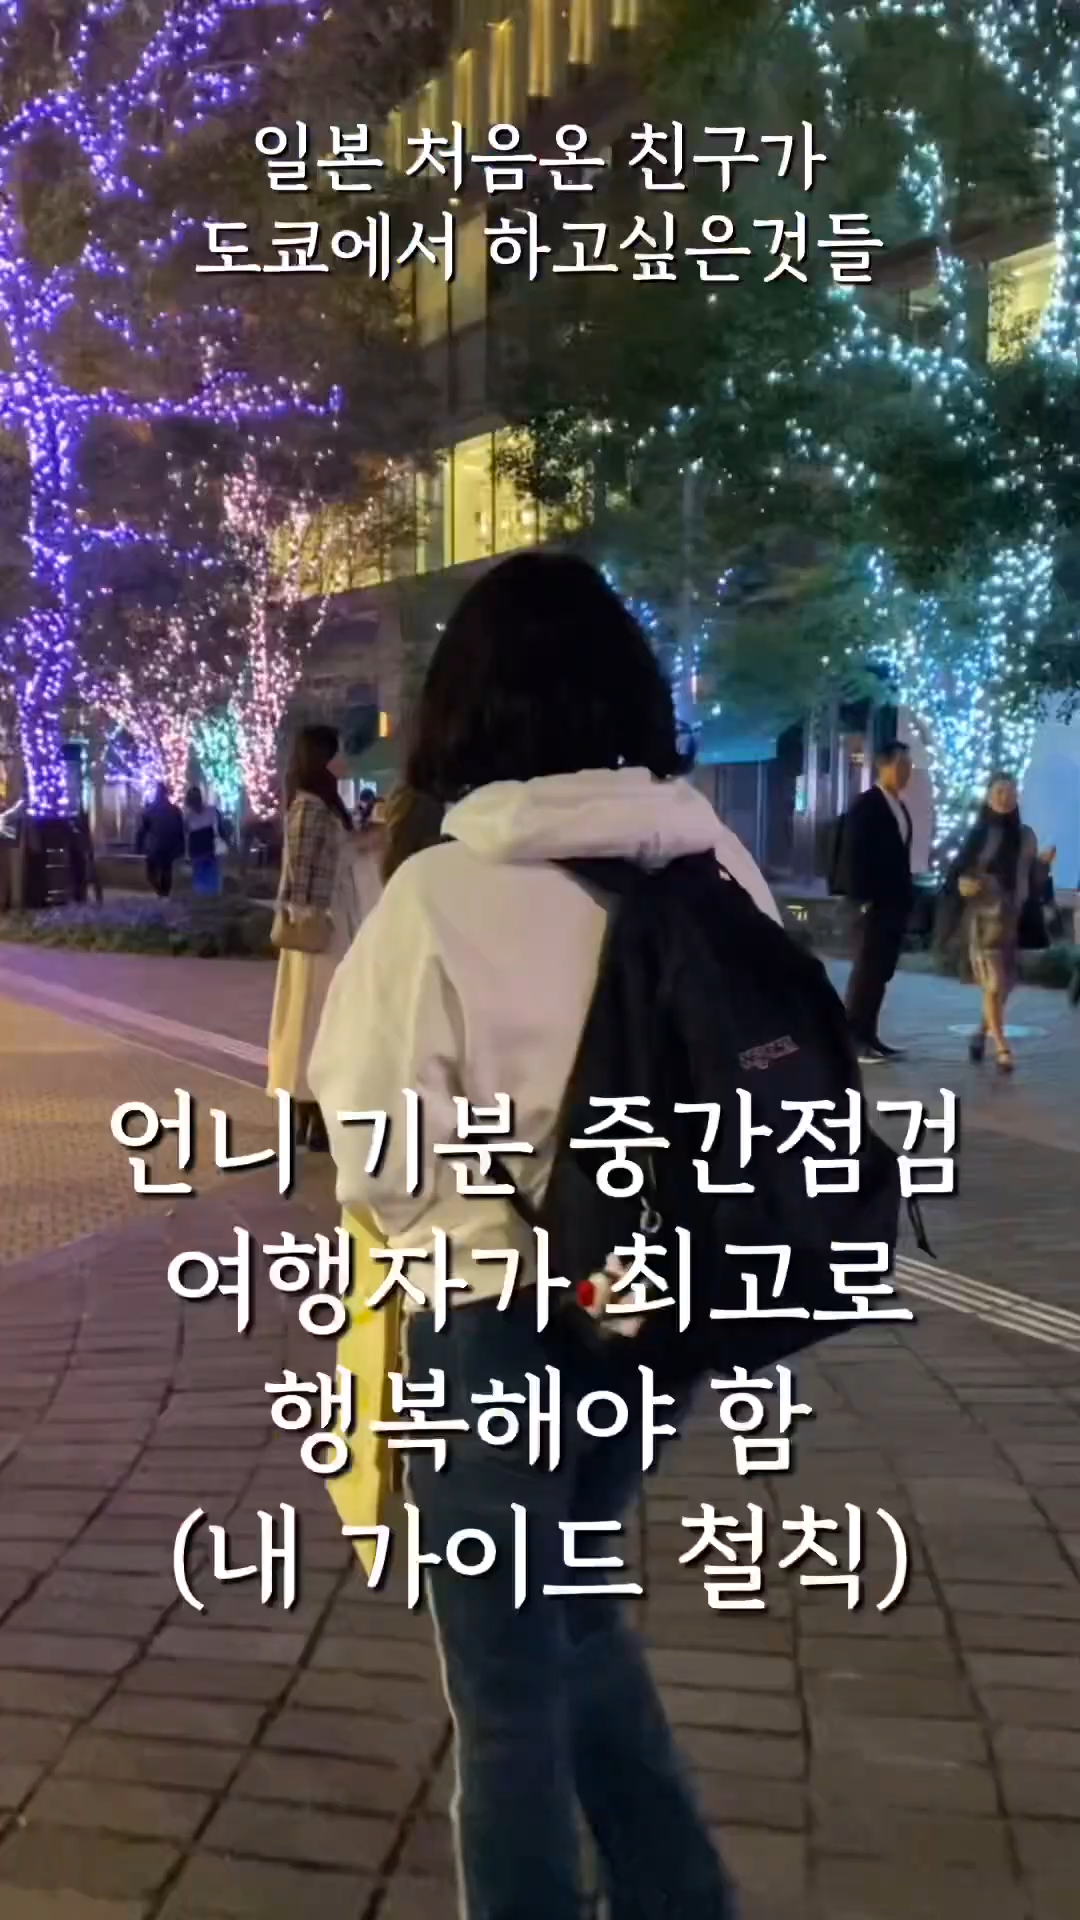 일본 처음온 친구가
도쿄에서 하고싶은것들
언니 기분 중간점검
여행자가 최고로
행복해야 함
(내 가이드 철칙)